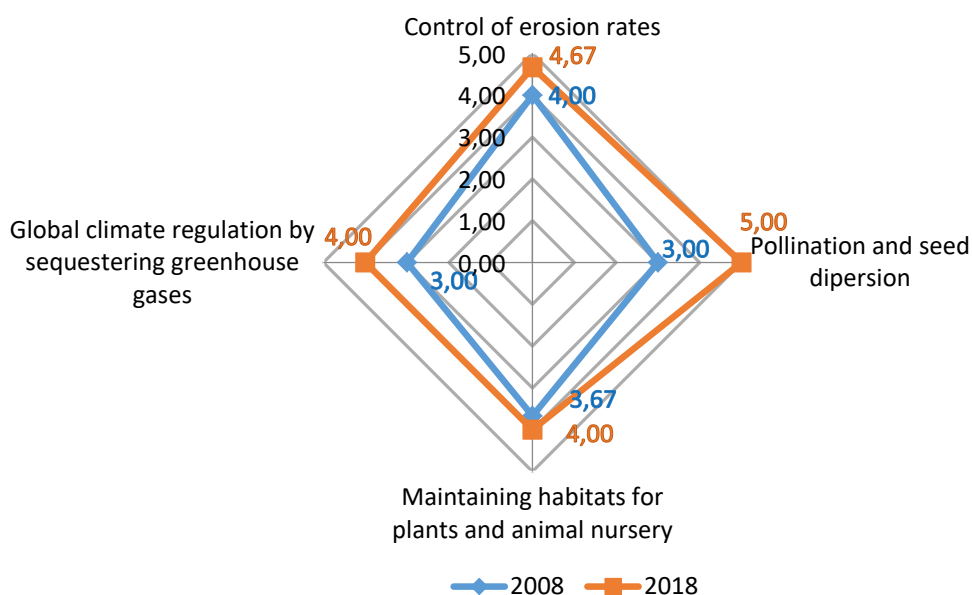 Control of erosion rates
5,00
4,67
4,00
4,00
3,00
2,00
1,00
0,00
Global climate regulation by
sequestering greenhouse
gases
4,00
3,00
3,00
5,00
Pollination and seed
dipersion
3,67
4,00
Maintaining habitats for
plants and animal nursery
2008
2018